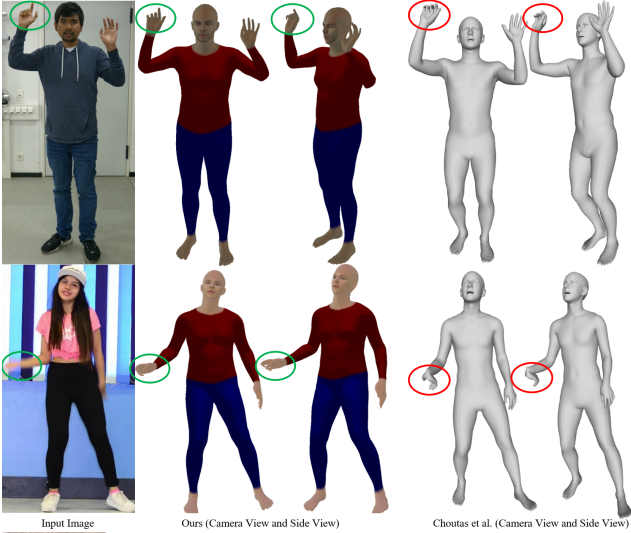 Input Image
Ours (Camera View and Side View)
Choutas et al. (Camera View and Side View)